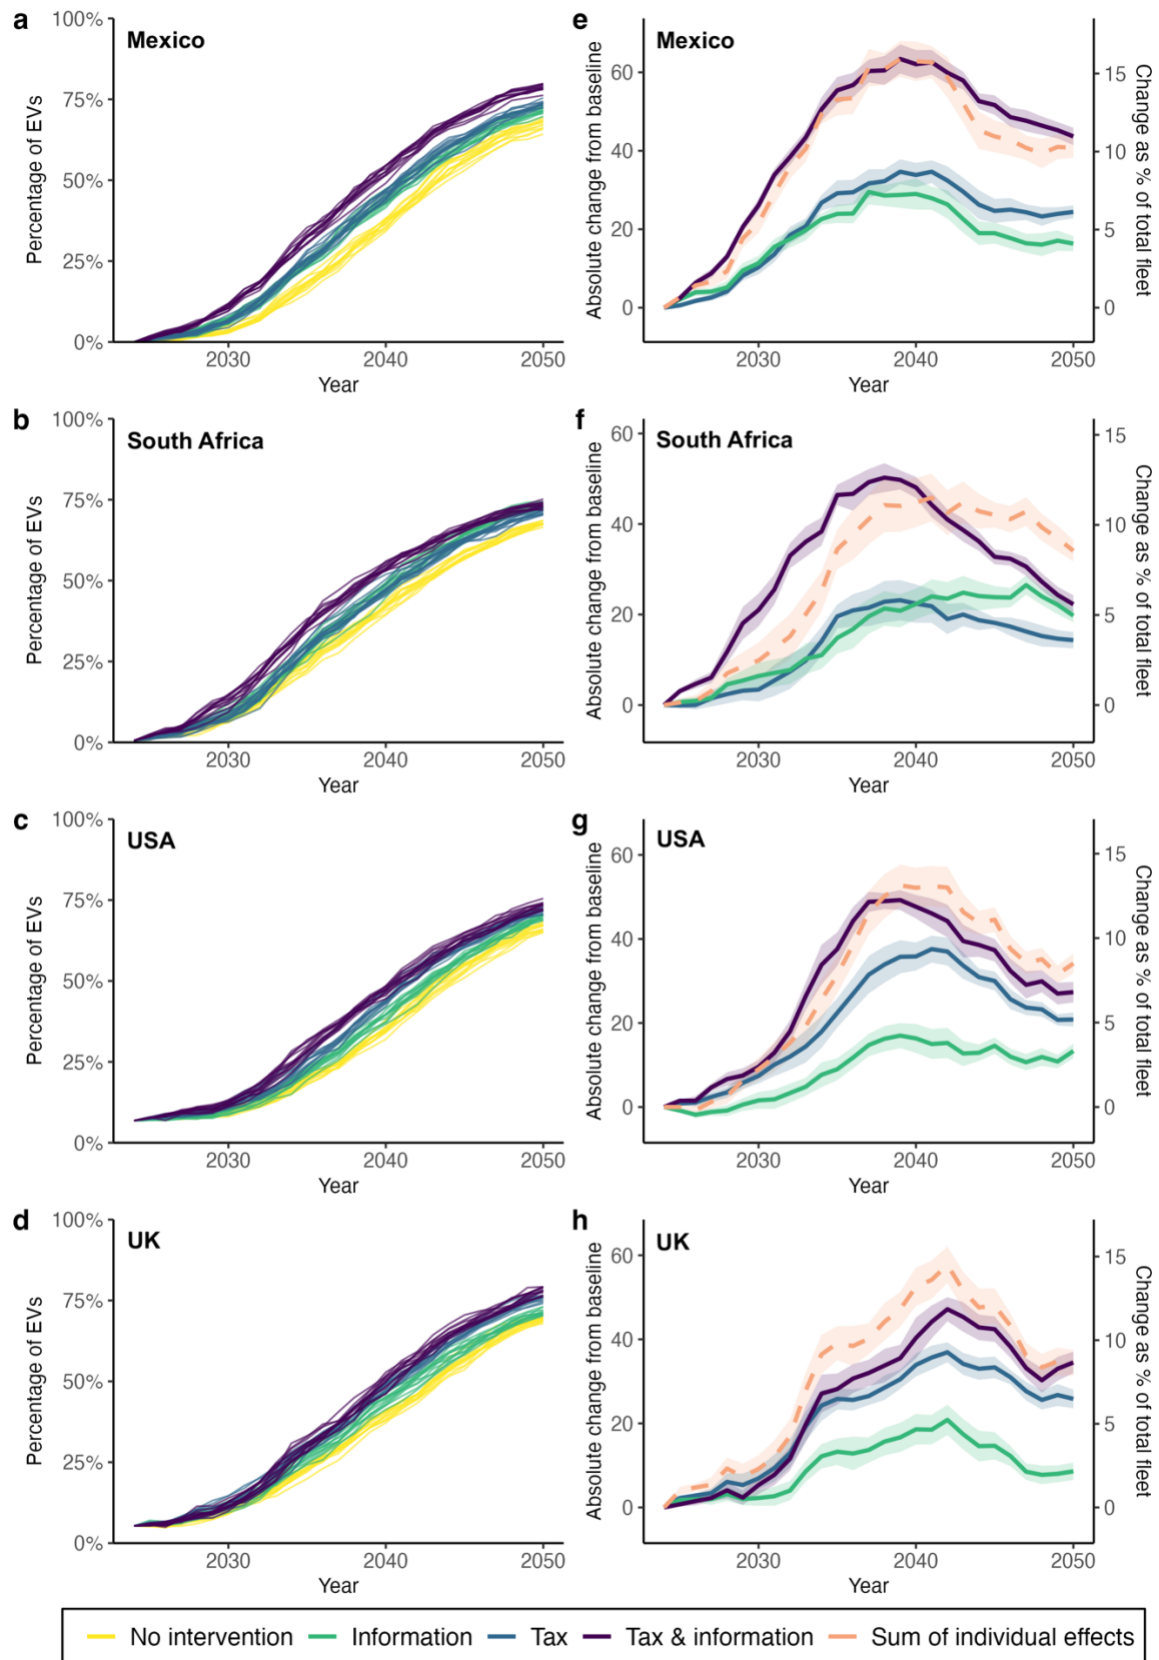 a
Mexico
100%
75%
50%
25%
0%
Percentage of EVs
2030 2040 2050
Year
e
Mexico
60
40
20
0
Absolute change from baseline
15
10
5
0
Change as % of total fleet
2030 2040 2050
Year
b
South Africa
100%
75%
50%
25%
0%
Percentage of EVs
2030 2040 2050
Year
f
South Africa
60
40
20
0
Absolute change from baseline
15
10
5
0
Change as % of total fleet
2030 2040 2050
Year
c
USA
100%
75%
50%
25%
0%
Percentage of EVs
2030 2040 2050
Year
g
USA
60
40
20
0
Absolute change from baseline
15
10
5
0
Change as % of total fleet
2030 2040 2050
Year
d
UK
100%
75%
50%
25%
0%
Percentage of EVs
2030 2040 2050
Year
h
UK
60
40
20
0
Absolute change from baseline
15
10
5
0
Change as % of total fleet
2030 2040 2050
Year
No intervention Information Tax Tax & information Sum of individual effects